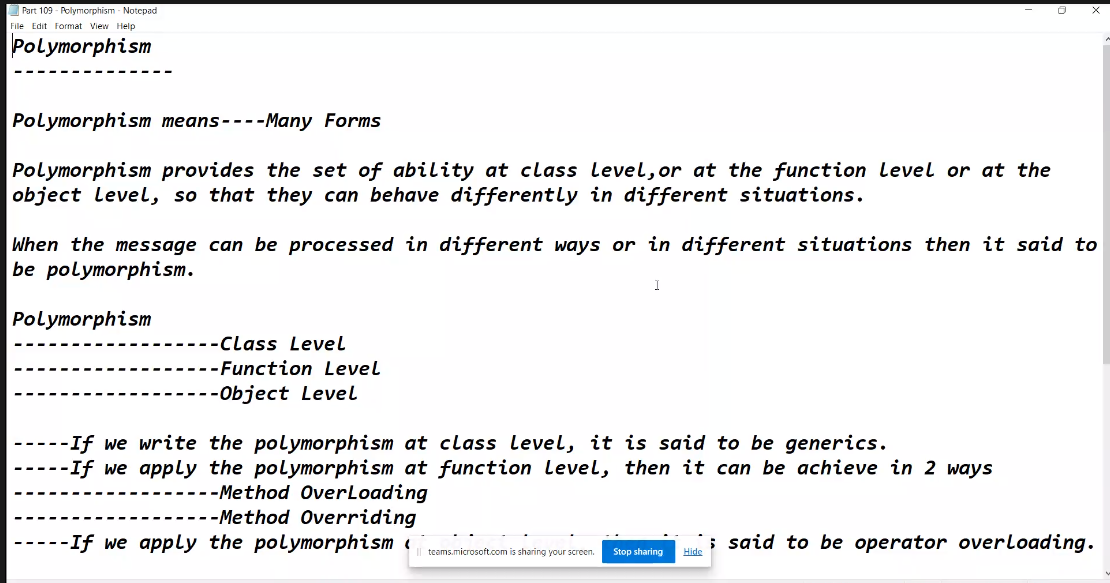 Part 109 - Polymorphism - Notepad
File Edit Format View Help
Polymorphism
--------------
Polymorphism means----Many Forms
Polymorphism provides the set of ability at class level,or at the function level or at the
object level, so that they can behave differently in different situations.
When the message can be processed in different ways or in different situations then it said to
be polymorphism.
Polymorphism
------------------Class Level
------------------Function Level
------------------Object Level
-----If we write the polymorphism at class level, it is said to be generics.
-----If we apply the polymorphism at function level, then it can be achieve in 2 ways
------------------Method OverLoading
------------------Method Overriding
-----If we apply the polymorphism said to be operator overloading.
teams.microsoft.com is sharing your screen. Stop sharing Hide